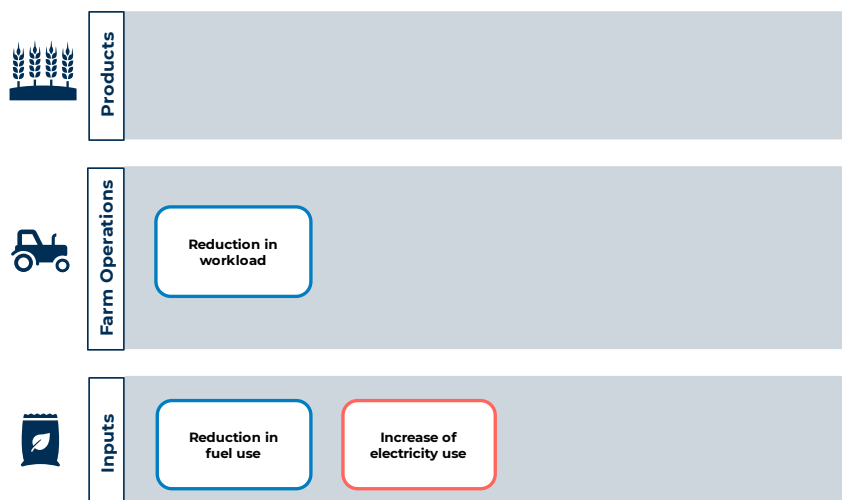 Products
Farm Operations
Reduction in
workload
Inputs
Reduction in
fuel use
Increase of
electricity use